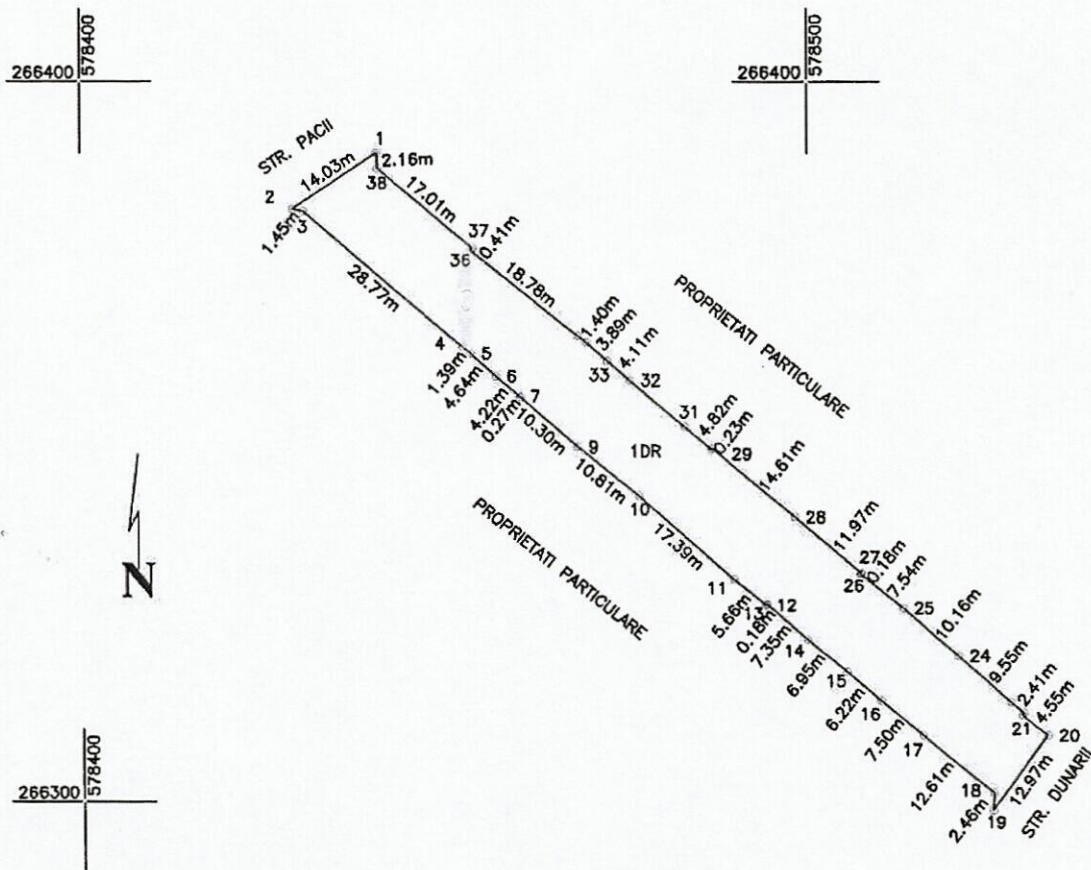 578400
266400
578500
266400
STR. PACII
1
14.03m
2.16m
38
2
3
1.45m
17.01m
37
0.41m
36
28.77m
18.78m
PROPRIETATI PARTICULARE
1.40m
3.89m
4.11m
33
32
4
5
1.39m
6
4.64m
7
4.22m
0.27m
31
4.82m
0.23m
29
10.30m
9
1DR
14.61m
10.81m
10
28
PROPRIETATI PARTICULARE
17.39m
11.97m
27
0.18m
26
7.54m
N
11
25
5.66m
13
12
0.18m
10.16m
14
7.35m
24
15
6.95m
9.55m
16
6.22m
2.41m
21
4.55m
17
7.50m
20
12.61m
18
2.46m
12.97m
19
STR. DUNARII
578400
266300